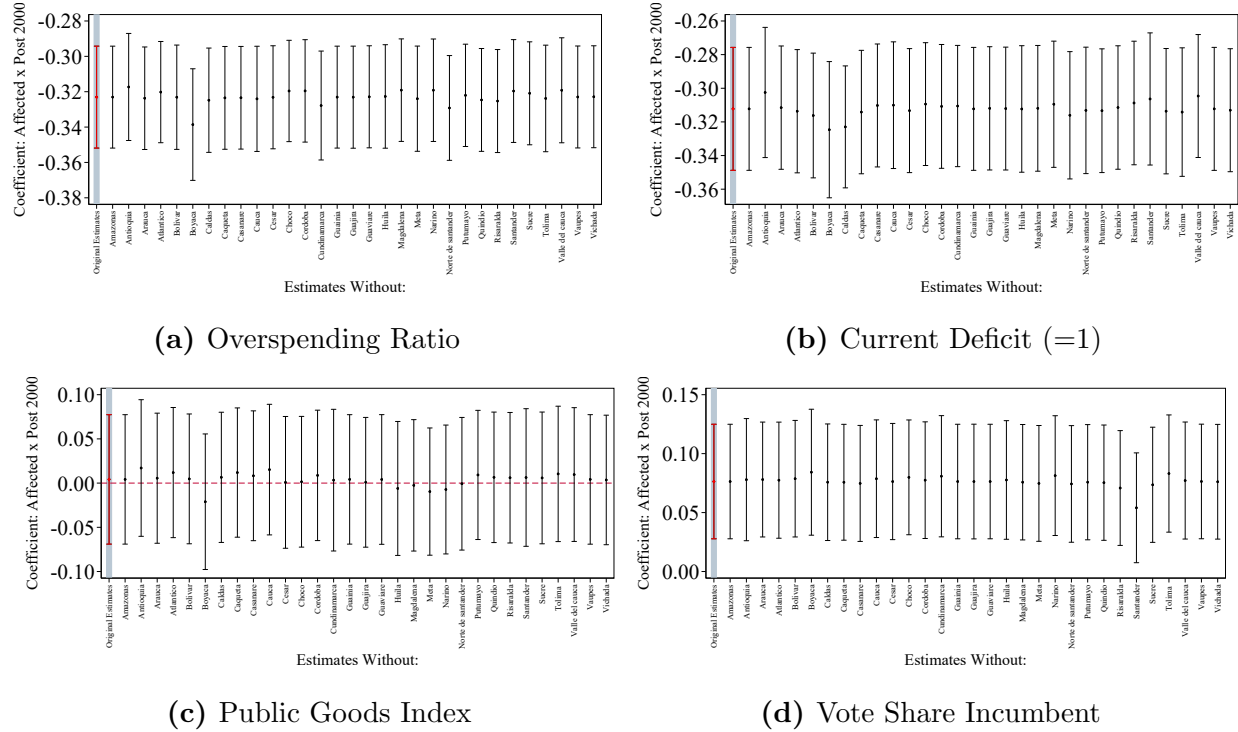 Coefficient: Affected x Post 2000
-0.28
-0.30
-0.32
-0.34
-0.36
-0.38
Original Estimates
Amazonas
Antioquia
Arauca
Atlantico
Bolivar
Boyaca
Caldas
Caqueta
Casanare
Cauca
Cesar
Choco
Cordoba
Cundinamarca
Guainia
Guajira
Guaviare
Huila
Magdalena
Meta
Narino
Norte de santander
Putumayo
Quindio
Risaralda
Santander
Sucre
Tolima
Valle del cauca
Vaupes
Vichada
Estimates Without:
(a) Overspending Ratio
Coefficient: Affected x Post 2000
-0.26
-0.28
-0.30
-0.32
-0.34
-0.36
Original Estimates
Amazonas
Antioquia
Arauca
Atlantico
Bolivar
Boyaca
Caldas
Caqueta
Casanare
Cauca
Cesar
Choco
Cordoba
Cundinamarca
Guainia
Guajira
Guaviare
Huila
Magdalena
Meta
Narino
Norte de santander
Putumayo
Quindio
Risaralda
Santander
Sucre
Tolima
Valle del cauca
Vaupes
Vichada
Estimates Without:
(b) Current Deficit (=1)
Coefficient: Affected x Post 2000
0.10
0.05
0.00
-0.05
-0.10
Original Estimates
Amazonas
Antioquia
Arauca
Atlantico
Bolivar
Boyaca
Caldas
Caqueta
Casanare
Cauca
Cesar
Choco
Cordoba
Cundinamarca
Guainia
Guajira
Guaviare
Huila
Magdalena
Meta
Narino
Norte de santander
Putumayo
Quindio
Risaralda
Santander
Sucre
Tolima
Valle del cauca
Vaupes
Vichada
Estimates Without:
(c) Public Goods Index
Coefficient: Affected x Post 2000
0.15
0.10
0.05
0.00
Original Estimates
Amazonas
Antioquia
Arauca
Atlantico
Bolivar
Boyaca
Caldas
Caqueta
Casanare
Cauca
Cesar
Choco
Cordoba
Cundinamarca
Guainia
Guajira
Guaviare
Huila
Magdalena
Meta
Narino
Norte de santander
Putumayo
Quindio
Risaralda
Santander
Sucre
Tolima
Valle del cauca
Vaupes
Vichada
Estimates Without:
(d) Vote Share Incumbent